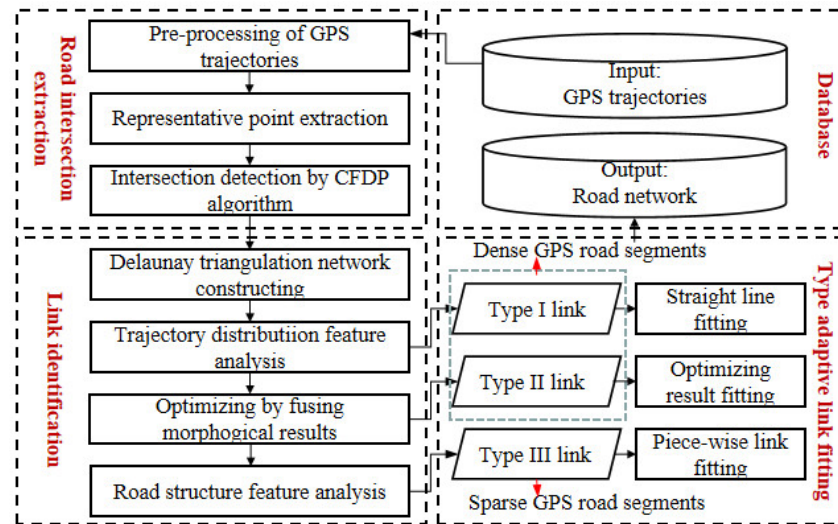 Road intersection
extraction
Pre-processing of GPS
trajectories
Representative point extraction
Intersection detection by CFDP
algorithm
Input:
GPS trajectories
Output:
Road network
Database
Link identification
Delaunay triangulation network
constructing
Trajectory distributiion feature
analysis
Optimizing by fusing
morphogical results
Road structure feature analysis
Dense GPS road segments
Type I link
Straight line
fitting
Type II link
Optimizing
result fitting
Type III link
Piece-wise link
fitting
Sparse GPS road segments
Type adaptive link fitting